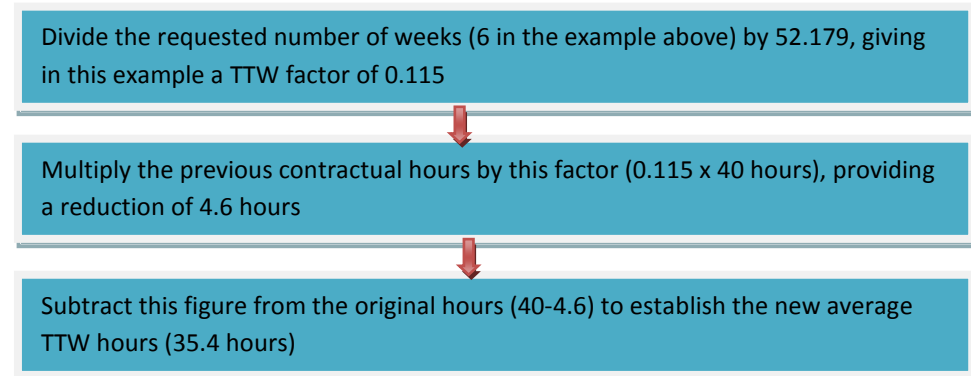 Divide the requested number of weeks (6 in the example above) by 52.179, giving
in this example a TTW factor of 0.115
Multiply the previous contractual hours by this factor (0.115 x 40 hours), providing
a reduction of 4.6 hours
Subtract this figure from the original hours (40-4.6) to establish the new average
TTW hours (35.4 hours)